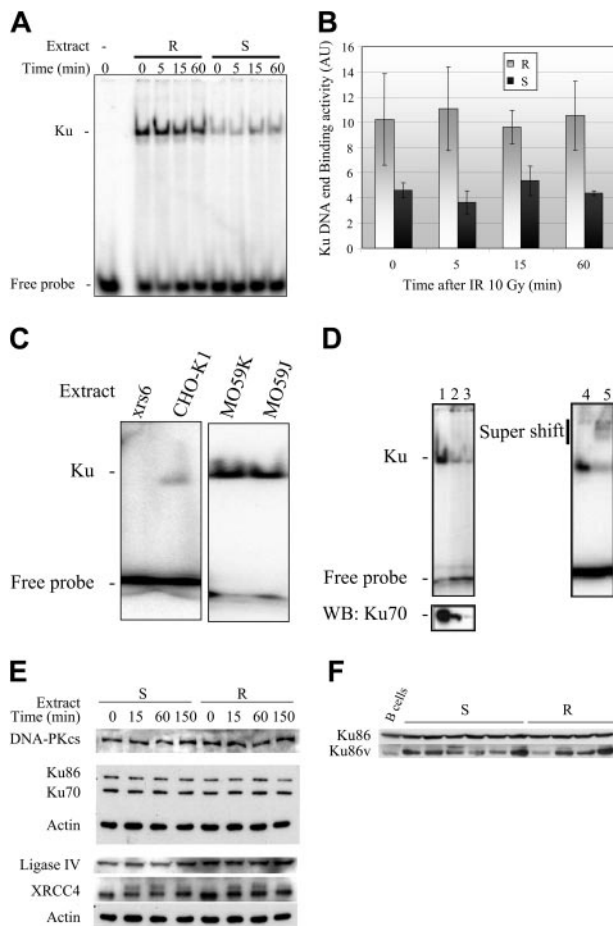 A
Extract - R S
Time (min) 0 0 5 15 60 0 5 15 60
Ku -
Free probe -
B
Ku DNA end Binding activity (AU)
16
14
12
10
8
6
4
2
0
R
S
0 5 15 60
Time after IR 10 Gy (min)
C
Extract xrs6 CHO-K1 MO59K MO59J
Ku -
Free probe -
D
1 2 3 4 5
Super shift
Ku -
Free probe -
WB: Ku70 -
E
Extract S R
Time (min) 0 15 60 150 0 15 60 150
DNA-PKcs
Ku86
Ku70
Actin
Ligase IV
XRCC4
Actin
F
B cells S R
Ku86
Ku86v